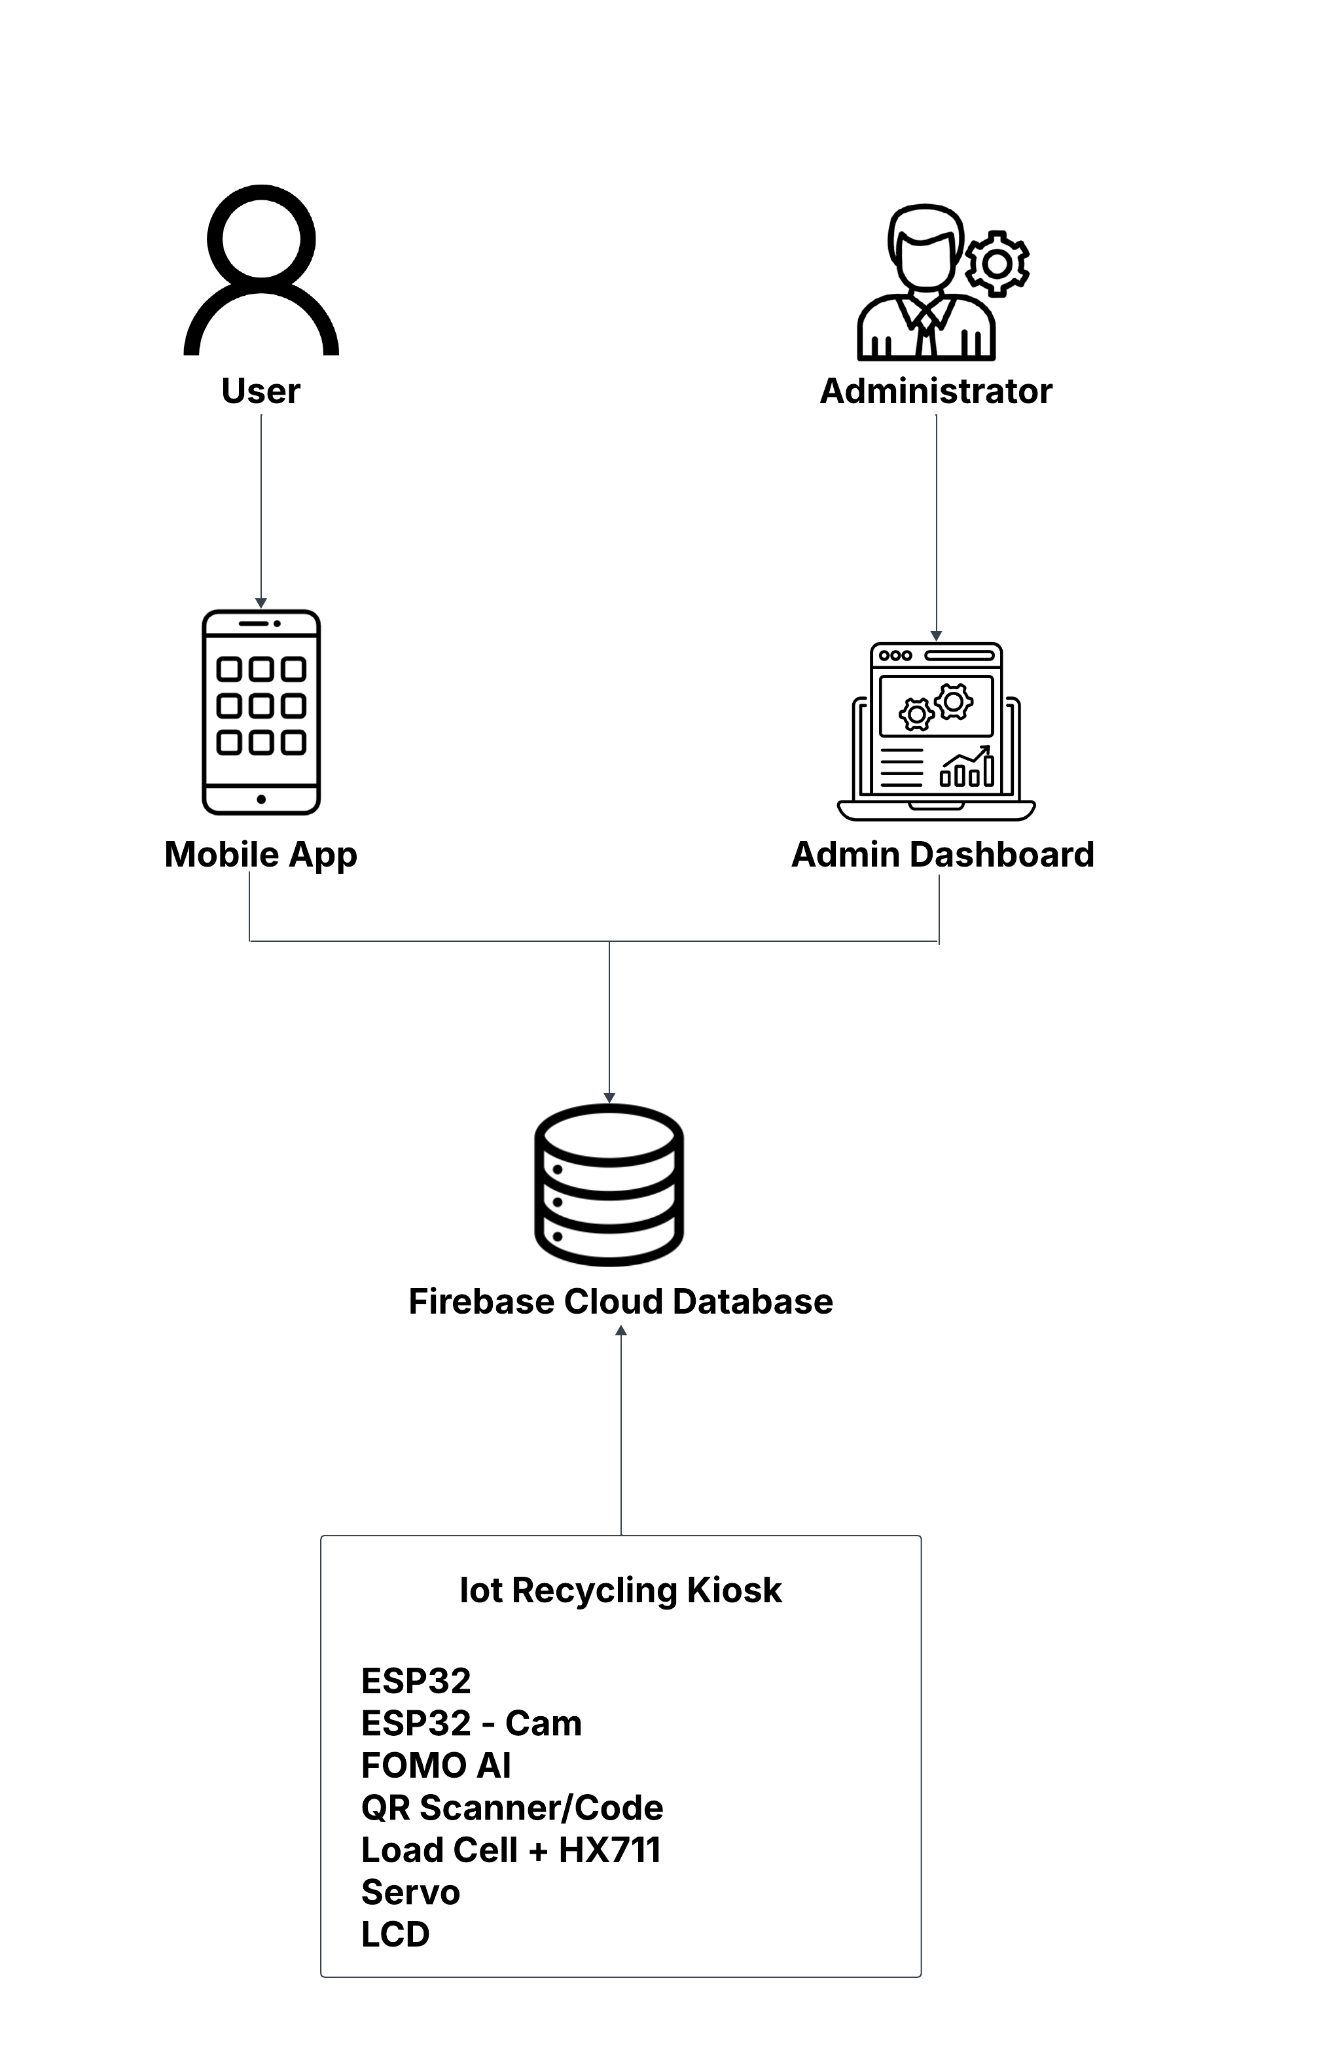 User
Administrator
Mobile App
Admin Dashboard
Firebase Cloud Database
Iot Recycling Kiosk
ESP32
ESP32 - Cam
FOMO AI
QR Scanner/Code
Load Cell + HX711
Servo
LCD